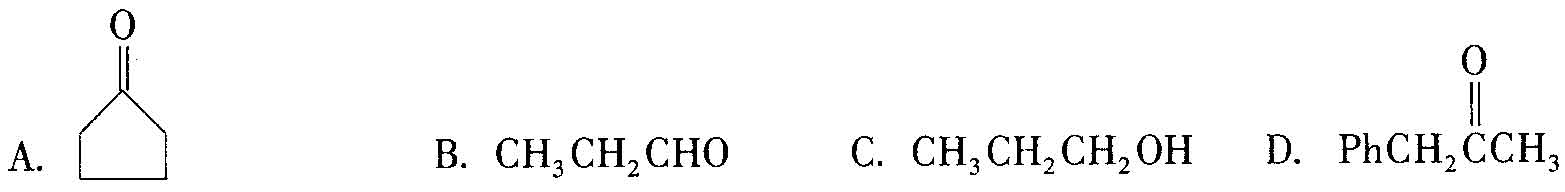 O
O
A. B. CH₃CH₂CHO C. CH₃CH₂CH₂OH D. PhCH₂CCH₃